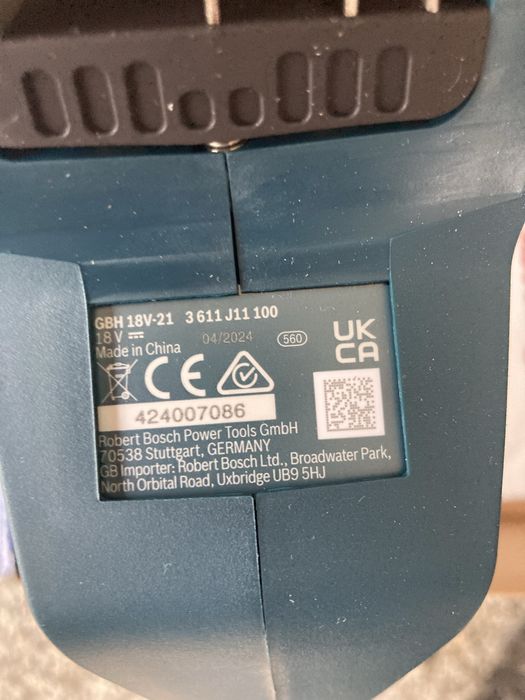 GBH 18V-21 3 611 J11 100
18 V 04/2024 560
Made in China
UK
CA
CE
424007086
Robert Bosch Power Tools GmbH
70538 Stuttgart, GERMANY
GB Importer: Robert Bosch Ltd., Broadwater Park,
North Orbital Road, Uxbridge UB9 5HJ